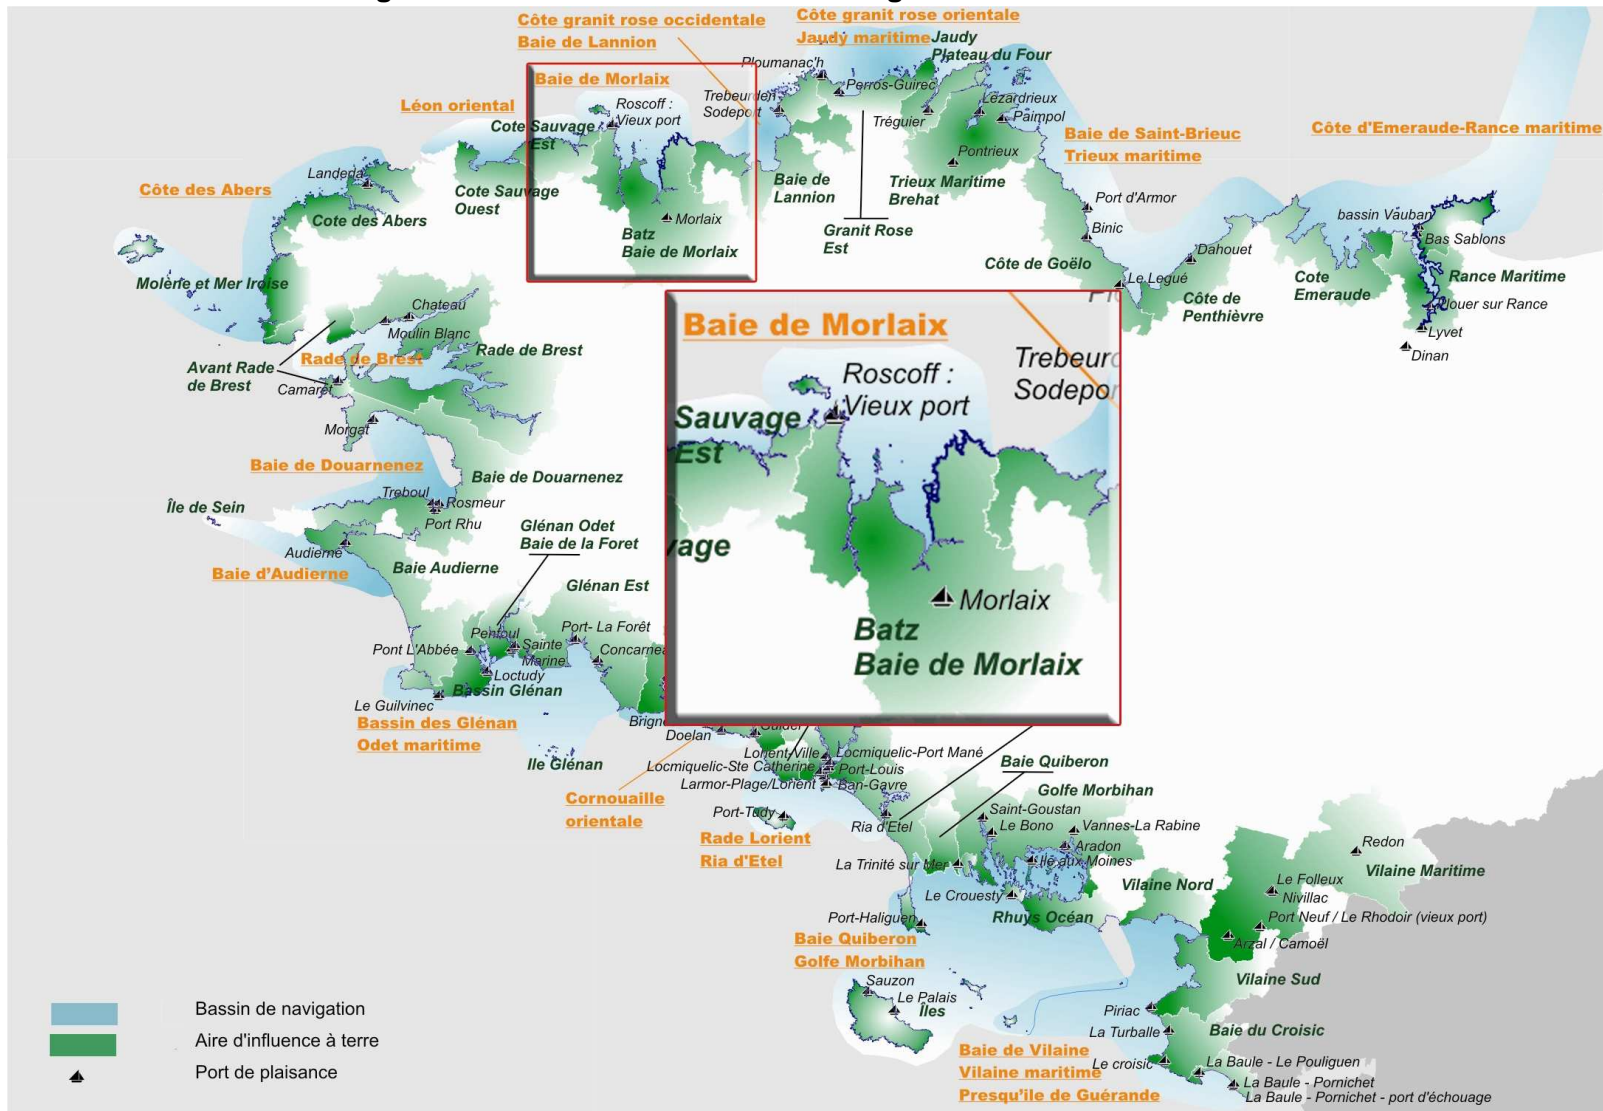 Côte granit rose occidentale
Baie de Lannion
Côte granit rose orientale
Jaudy maritime
Jaudy
Plateau du Four
Ploumanac'h
Perros-Guirec
Baie de Morlaix
Léon oriental
Roscoff :
Vieux port
Trebeurden
Sodeport
Cote Sauvage
Est
Tréguier
Lézardrieux
Paimpol
Pontrieux
Baie de Saint-Brieuc
Trieux maritime
Côte d'Emeraude-Rance maritime
Côte des Abers
Landeda
Cote des Abers
Cote Sauvage
Ouest
Morlaix
Batz
Baie de Morlaix
Baie de
Lannion
Trieux Maritime
Brehat
Granit Rose
Est
Port d'Armor
Binic
Côte de Goëlo
Le Legué
Dahouet
Côte de
Penthièvre
Cote
Emeraude
bassin Vauban
Bas Sablons
Rance Maritime
Plouer sur Rance
Lyvet
Dinan
Molène et Mer Iroise
Chateau
Moulin Blanc
Rade de Brest
Rade de Brest
Avant Rade
de Brest
Camaret
Morgat
Baie de Douarnenez
Baie de Douarnenez
Treboul
Rosmeur
Port Rhu
Île de Sein
Audierne
Baie d'Audierne
Baie Audierne
Glénan Odet
Baie de la Foret
Glénan Est
Baie de Morlaix
Roscoff :
Vieux port
Trebeurd
Sodepor
Sauvage
Est
vage
Morlaix
Batz
Baie de Morlaix
Penfoul
Port- La Forêt
Pont L'Abbée
Sainte
Marine
Concarnea
Loctudy
Bassin Glénan
Le Guilvinec
Bassin des Glénan
Odet maritime
Ile Glénan
Brigne
Doelan
Guidel
Cornouaille
orientale
Lorient-Ville
Locmiquelic-Port Mané
Locmiquelic-Ste Catherine
Port-Louis
Larmor-Plage/Lorient
Ban-Gavre
Port-Tudy
Rade Lorient
Ria d'Etel
Ria d'Etel
Baie Quiberon
Golfe Morbihan
Saint-Goustan
Le Bono
Vannes-La Rabine
Aradon
Ile aux Moines
La Trinité sur Mer
Le Crouesty
Rhuys Océan
Port-Haliguen
Baie Quiberon
Golfe Morbihan
Vilaine Nord
Redon
Vilaine Maritime
Le Folleux
Nivillac
Port Neuf / Le Rhodoir (vieux port)
Arzal / Camoël
Vilaine Sud
Sauzon
Le Palais
Îles
Piriac
La Turballe
Baie du Croisic
Le croisic
La Baule - Le Pouliguen
La Baule - Pornichet
La Baule - Pornichet - port d'échouage
Baie de Vilaine
Vilaine maritime
Presqu'ile de Guérande
Bassin de navigation
Aire d'influence à terre
Port de plaisance